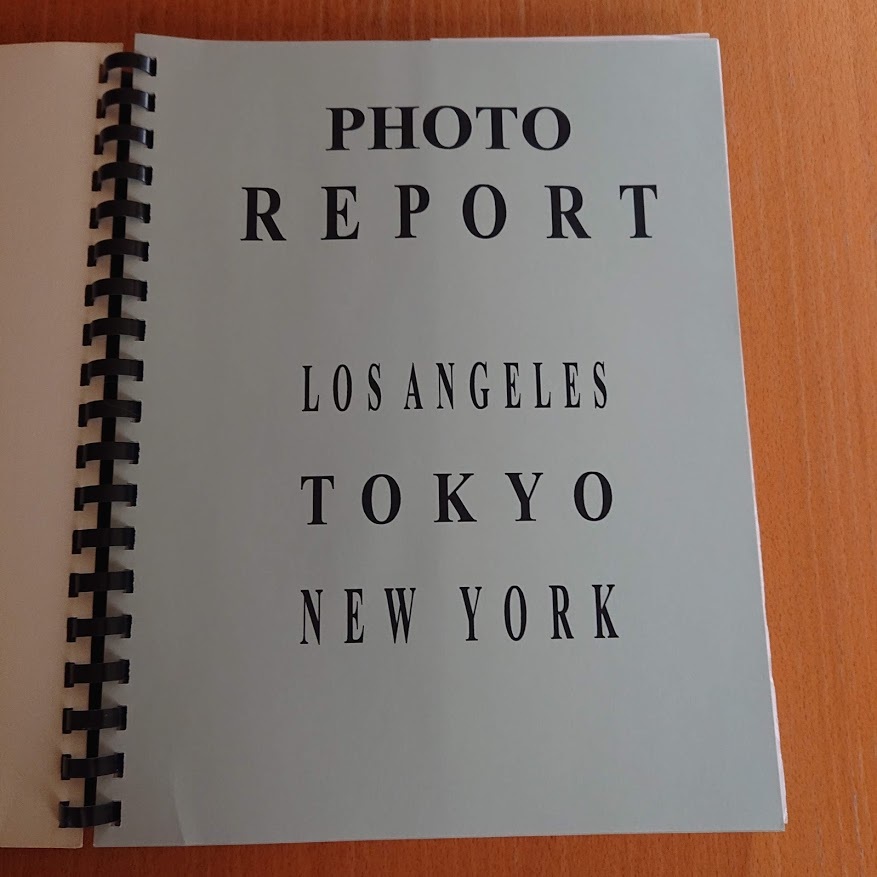 PHOTO
REPORT
LOS ANGELES
TOKYO
NEW YORK